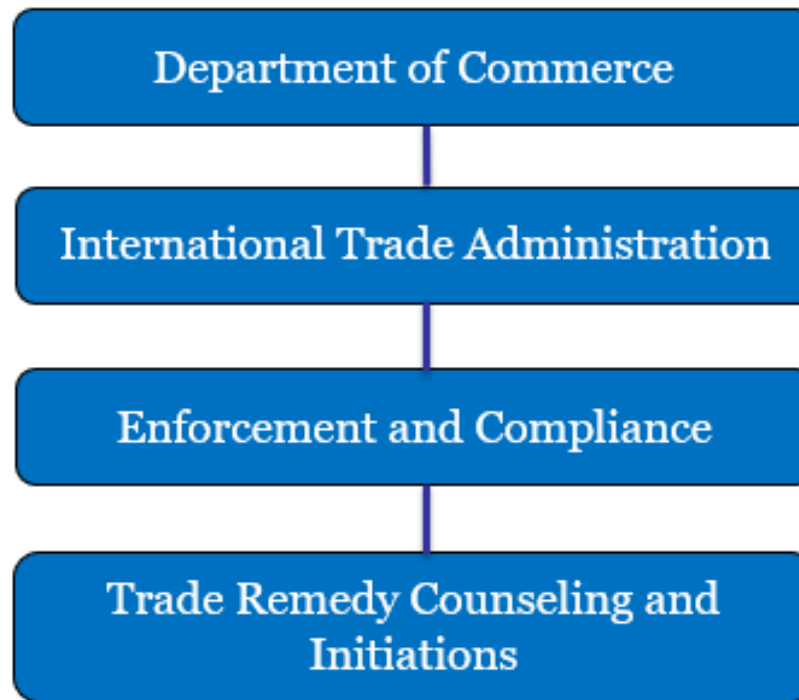 Department of Commerce
International Trade Administration
Enforcement and Compliance
Trade Remedy Counseling and
Initiations